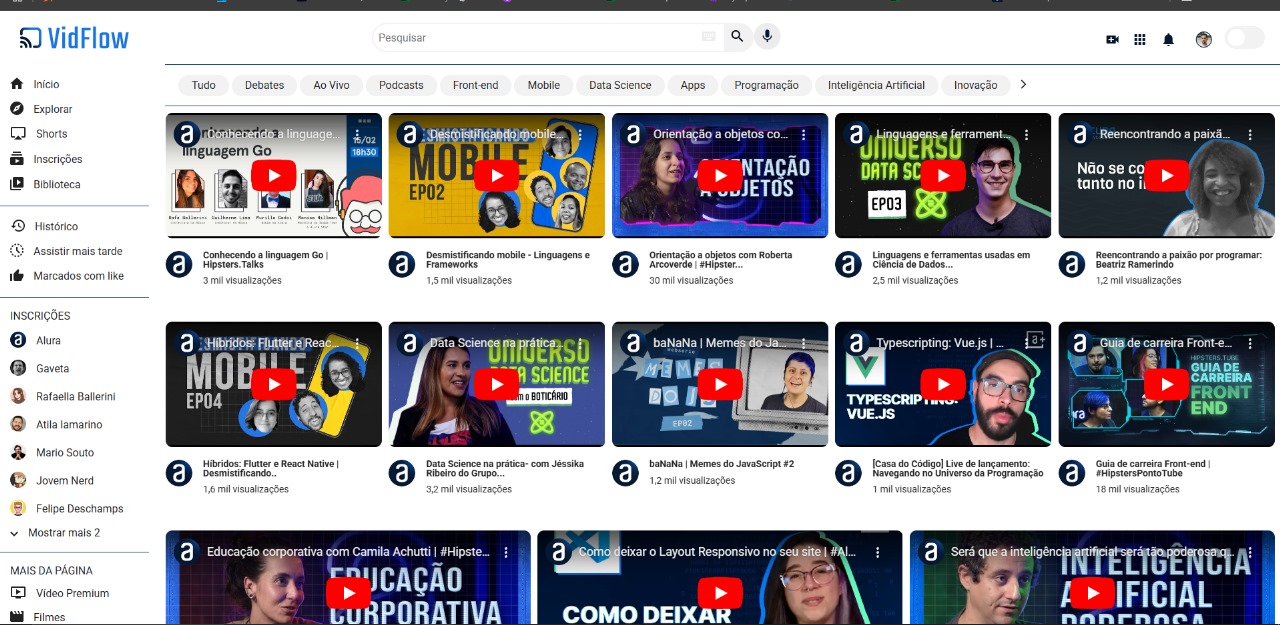 VidFlow
Pesquisar
Início
Explorar
Shorts
Inscrições
Biblioteca
Histórico
Assistir mais tarde
Marcados com like
INSCRIÇÕES
Alura
Gaveta
Rafaella Ballerini
Atila Iamarino
Mario Souto
Jovem Nerd
Felipe Deschamps
Mostrar mais 2
MAIS DA PÁGINA
Vídeo Premium
Filmes
Tudo Debates Ao Vivo Podcasts Front-end Mobile Data Science Apps Programação Inteligência Artificial Inovação
Conhecendo a linguage...
linguagem Go
15/02
18h30
Conhecendo a linguagem Go |
Hipsters.Talks
3 mil visualizações
Desmistificando mobile...
MOBILE
EP02
Desmistificando mobile - Linguagens e
Frameworks
1,5 mil visualizações
Orientação a objetos co...
ORIENTAÇÃO
A OBJETOS
Orientação a objetos com Roberta
Arcoverde | #Hipster...
30 mil visualizações
Linguagens e ferrament...
UNIVERSO
DATA SC
EP03
Linguagens e ferramentas usadas em
Ciência de Dados...
2,5 mil visualizações
Reencontrando a paixã...
Não se co
tanto no i
Reencontrando a paixão por programar:
Beatriz Ramerindo
1,2 mil visualizações
Híbridos: Flutter e Reac...
MOBILE
EP04
Híbridos: Flutter e React Native |
Desmistificando..
1,6 mil visualizações
Data Science na prática...
UNIVERSO
DATA SCIENCE
com o BOTICÁRIO
Data Science na prática- com Jéssika
Ribeiro do Grupo...
3,2 mil visualizações
baNaNa | Memes do Ja...
MEMES
DO JS
EP02
baNaNa | Memes do JavaScript #2
1,2 mil visualizações
Typescripting: Vue.js | ...
TYPESCRIPTING:
VUE.JS
[Casa do Código] Live de lançamento:
Navegando no Universo da Programação
1 mil visualizações
Guia de carreira Front-e...
HIPSTERS.TUBE
GUIA DE
CARREIRA
FRONT
END
Guia de carreira Front-end |
#HipstersPontoTube
18 mil visualizações
Educação corporativa com Camila Achutti | #Hipste...
EDUCAÇÃO
CORPORATIVA
Como deixar o Layout Responsivo no seu site | #Al...
COMO DEIXAR
Será que a inteligência artificial será tão poderosa q...
INTELIGÊNCIA
ARTIFICIAL
PODEROSA